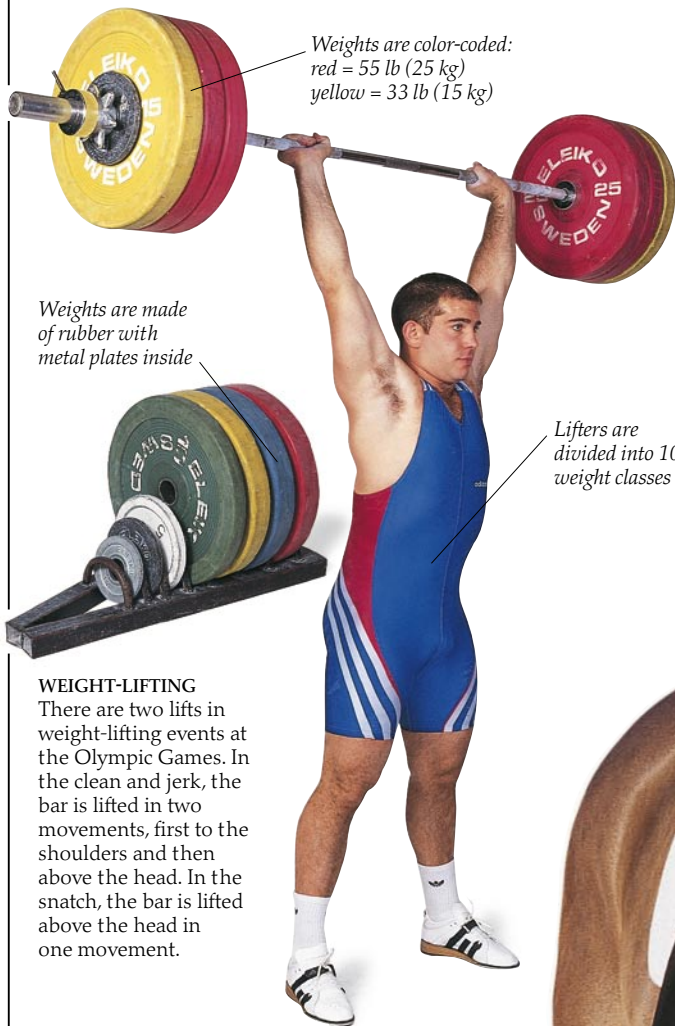 Weights are color-coded:
red = 55 lb (25 kg)
yellow = 33 lb (15 kg)
ELEIKO
15
SWEDEN
ELEIKO
25
SWEDEN
Weights are made
of rubber with
metal plates inside
5
Lifters are
divided into 10
weight classes
WEIGHT-LIFTING
There are two lifts in
weight-lifting events at
the Olympic Games. In
the clean and jerk, the
bar is lifted in two
movements, first to the
shoulders and then
above the head. In the
snatch, the bar is lifted
above the head in
one movement.